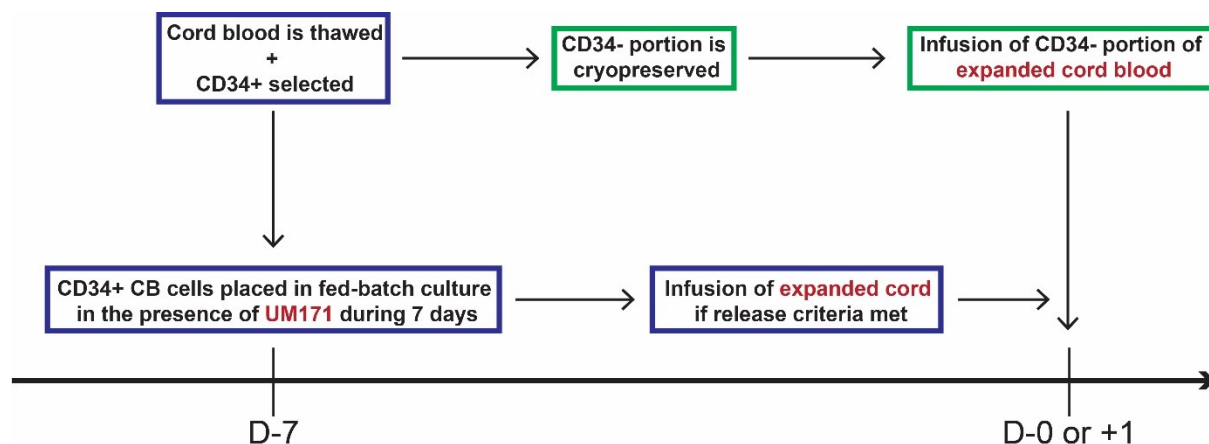 Cord blood is thawed
+
CD34+ selected
CD34- portion is
cryopreserved
Infusion of CD34- portion of
expanded cord blood
CD34+ CB cells placed in fed-batch culture
in the presence of UM171 during 7 days
Infusion of expanded cord
if release criteria met
D-7
D-0 or +1